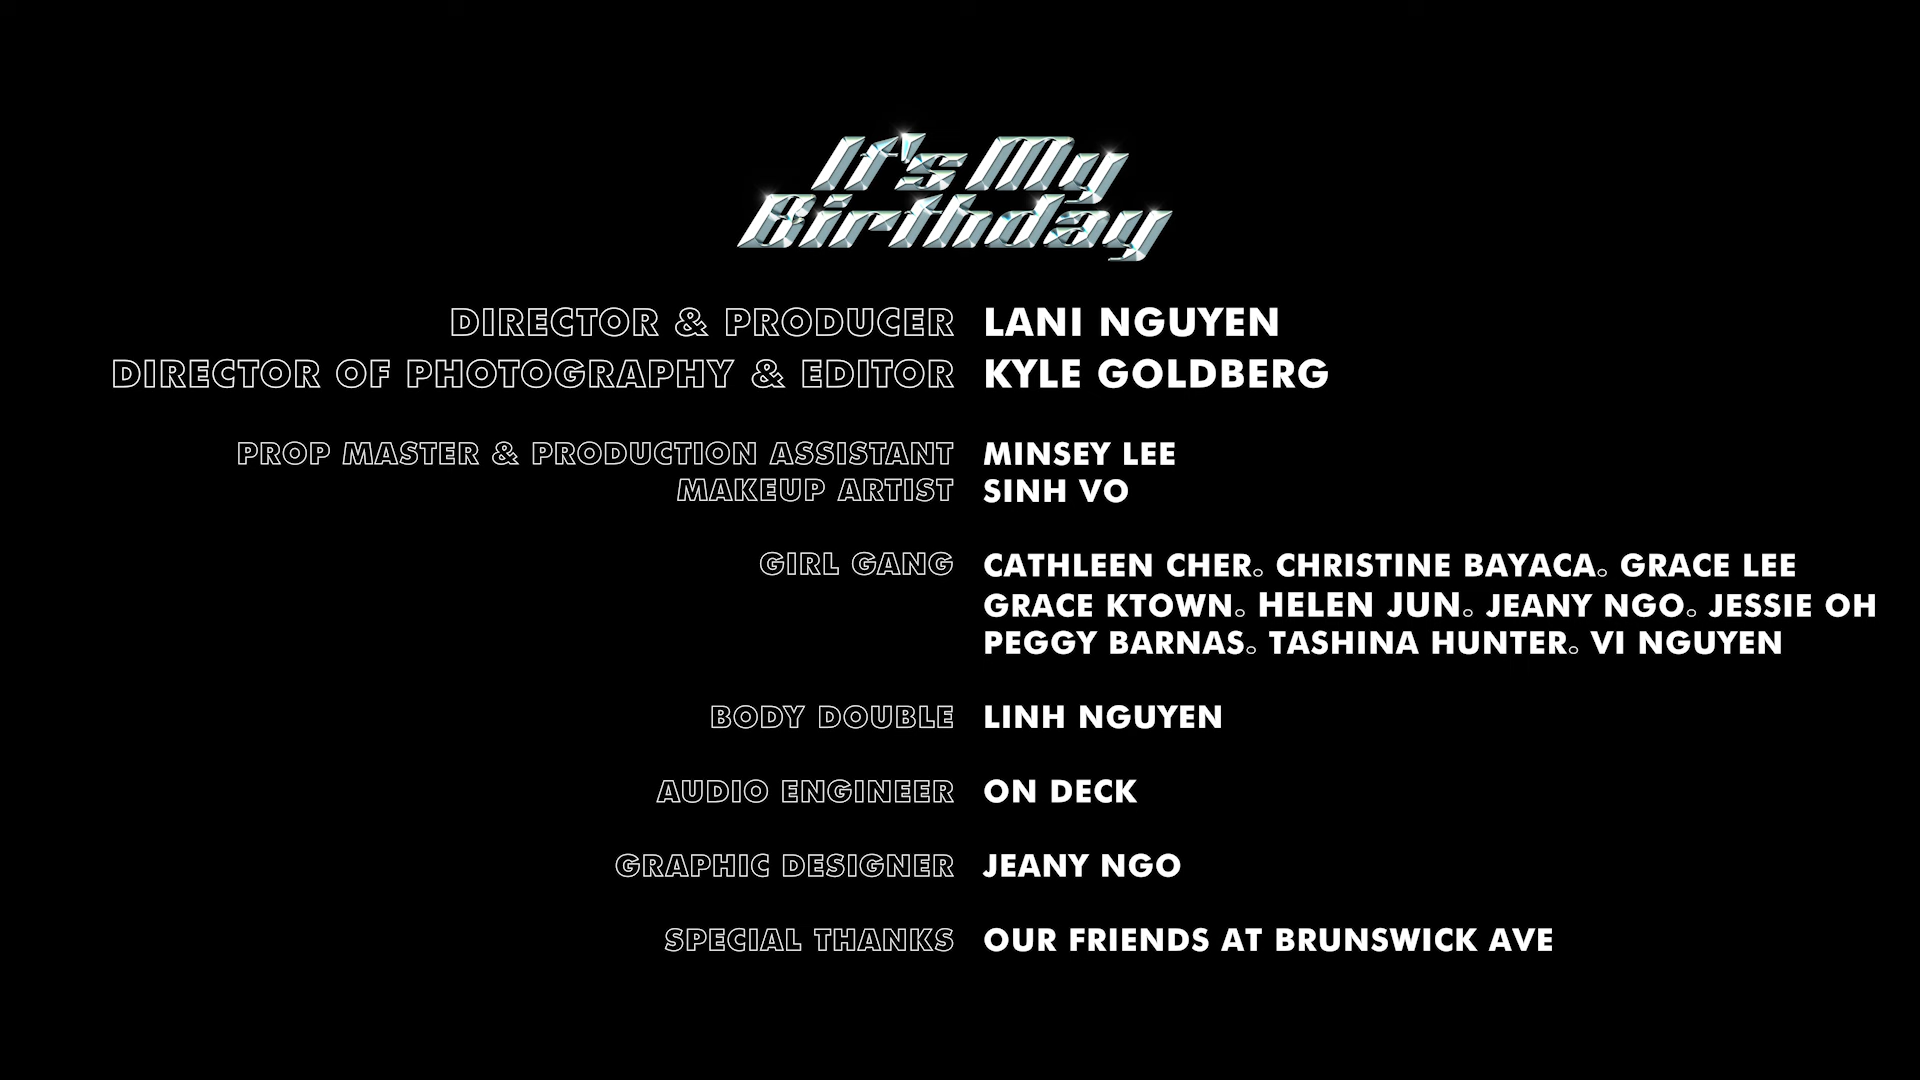 It's My
Birthday
DIRECTOR & PRODUCER LANI NGUYEN
DIRECTOR OF PHOTOGRAPHY & EDITOR KYLE GOLDBERG
PROP MASTER & PRODUCTION ASSISTANT MINSEY LEE
MAKEUP ARTIST SINH VO
GIRL GANG CATHLEEN CHER。 CHRISTINE BAYACA。 GRACE LEE
GRACE KTOWN。 HELEN JUN。 JEANY NGO。 JESSIE OH
PEGGY BARNAS。 TASHINA HUNTER。 VI NGUYEN
BODY DOUBLE LINH NGUYEN
AUDIO ENGINEER ON DECK
GRAPHIC DESIGNER JEANY NGO
SPECIAL THANKS OUR FRIENDS AT BRUNSWICK AVE